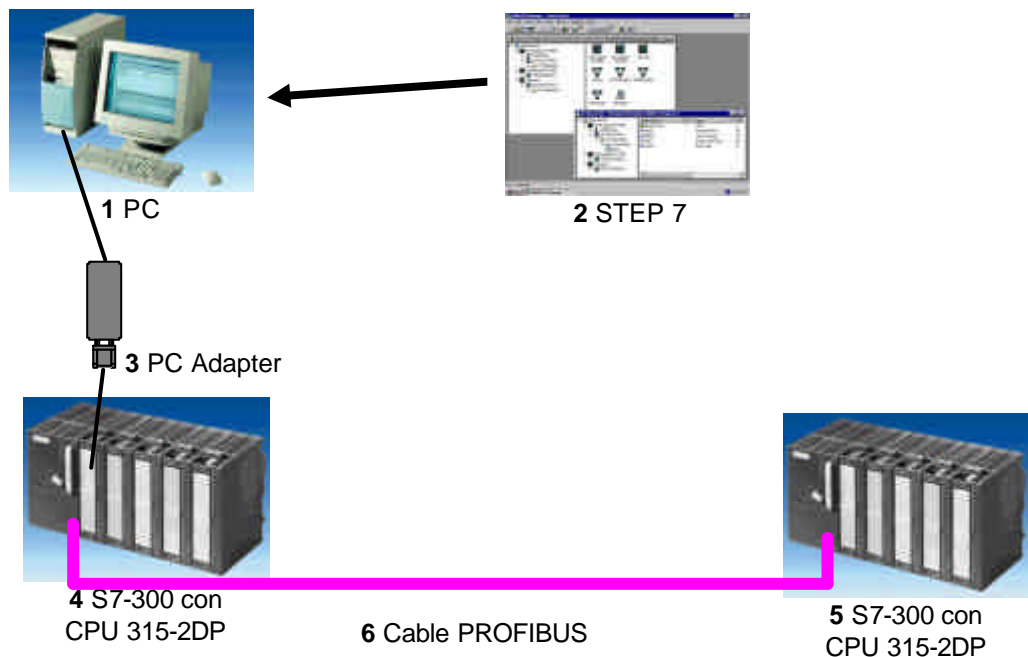 1 PC
2 STEP 7
3 PC Adapter
4 S7-300 con
CPU 315-2DP
5 S7-300 con
CPU 315-2DP
6 Cable PROFIBUS